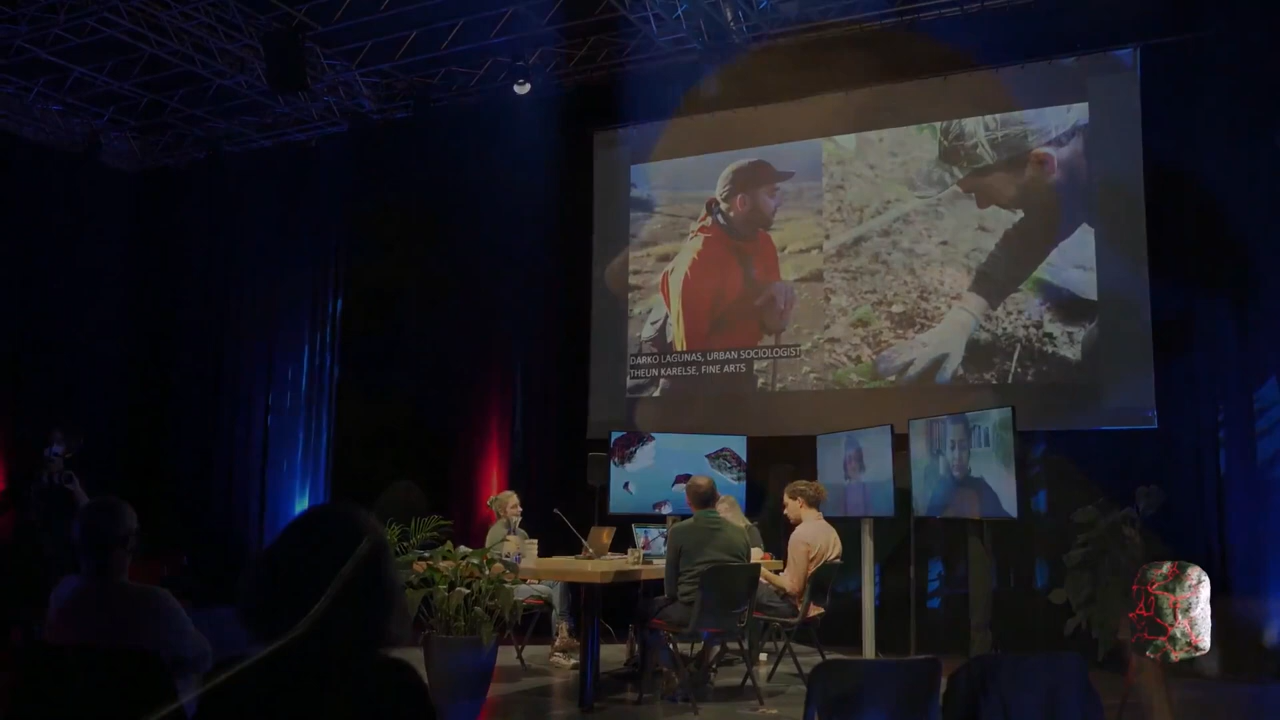 DARKO LAGUNAS, URBAN SOCIOLOGIST
THEUN KARELSE, FINE ARTS